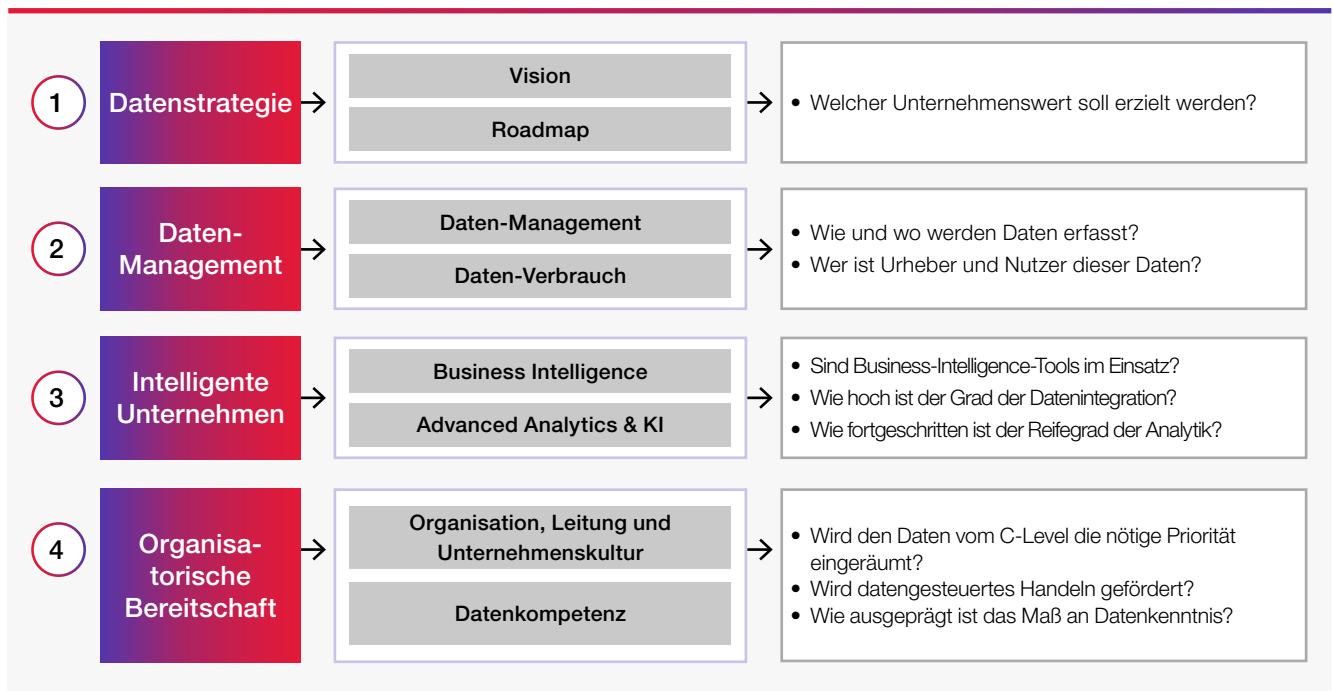 1
Datenstrategie
Vision
Roadmap
• Welcher Unternehmenswert soll erzielt werden?
2
Daten-
Management
Daten-Management
Daten-Verbrauch
• Wie und wo werden Daten erfasst?
• Wer ist Urheber und Nutzer dieser Daten?
3
Intelligente
Unternehmen
Business Intelligence
Advanced Analytics & KI
• Sind Business-Intelligence-Tools im Einsatz?
• Wie hoch ist der Grad der Datenintegration?
• Wie fortgeschritten ist der Reifegrad der Analytik?
4
Organisa-
torische
Bereitschaft
Organisation, Leitung und
Unternehmenskultur
Datenkompetenz
• Wird den Daten vom C-Level die nötige Priorität
eingeräumt?
• Wird datengesteuertes Handeln gefördert?
• Wie ausgeprägt ist das Maß an Datenkenntnis?